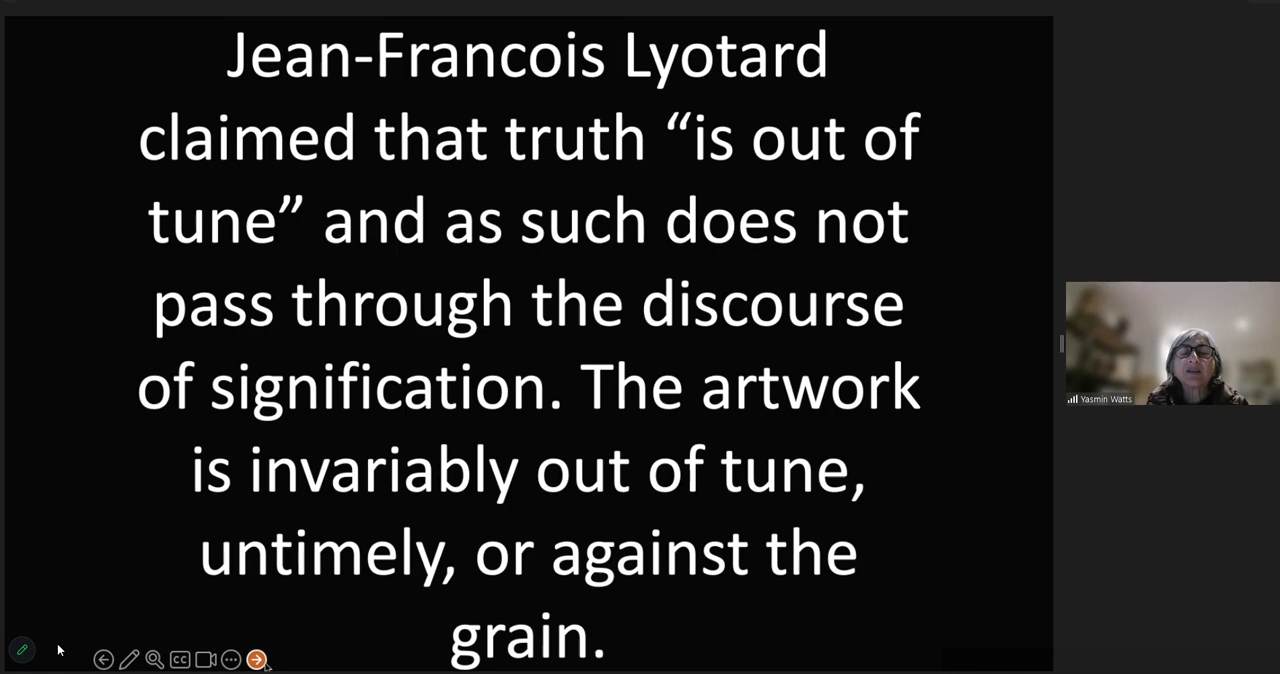 Jean-Francois Lyotard
claimed that truth “is out of
tune” and as such does not
pass through the discourse
of signification. The artwork
is invariably out of tune,
untimely, or against the
grain.
CC
Yasmin Watts